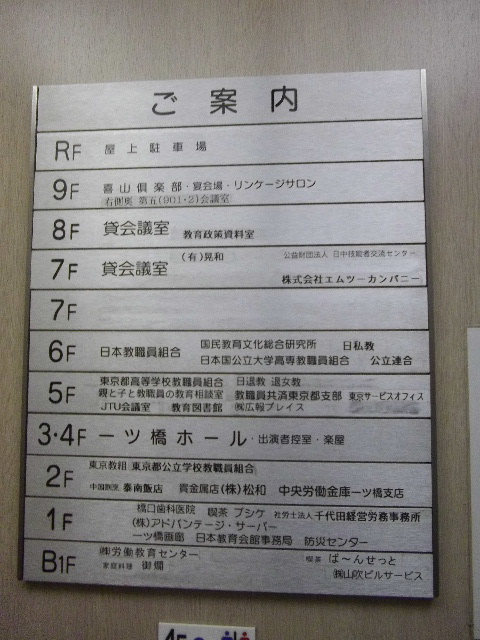 ご案内
RF 屋上駐車場
9F 喜山倶楽部・宴会場・リンケージサロン
右側奥 第五(901・2)会議室
8F 貸会議室 教育政策資料室
7F 貸会議室 (有)晃和 公益財団法人 日中技能者交流センター
株式会社エムツーカンパニー
7F
6F 日本教職員組合 国民教育文化総合研究所 日私教
日本国公立大学高専教職員組合 公立連合
5F 東京都高等学校教職員組合 日退教 退女教
親と子と教職員の教育相談室 教職員共済東京都支部 東京サービスオフィス
JTU会議室 教育図書館 ㈱広報プレイス
3・4F 一ツ橋ホール・出演者控室・楽屋
2F 東京教組 東京都公立学校教職員組合
中国割烹 泰南飯店 貴金属店(株)松和 中央労働金庫一ツ橋支店
1F 橋口歯科医院 喫茶 ブシケ 社労士法人 千代田経営労務事務所
(株)アドバンテージ・サーバー
一ツ橋画廊 日本教育会館事務局 防災センター
B1F ㈱労働教育センター 喫茶 ぱ〜んせっと
家庭料理 御燗 ㈱山吹ビルサービス
4F